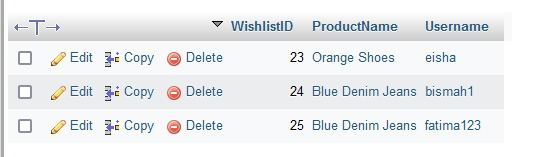 WishlistID ProductName Username
Edit Copy Delete 23 Orange Shoes eisha
Edit Copy Delete 24 Blue Denim Jeans bismah1
Edit Copy Delete 25 Blue Denim Jeans fatima123